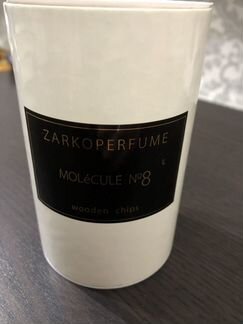 ZARKOPERFUME
MOLéCULE Nº8
wooden chips